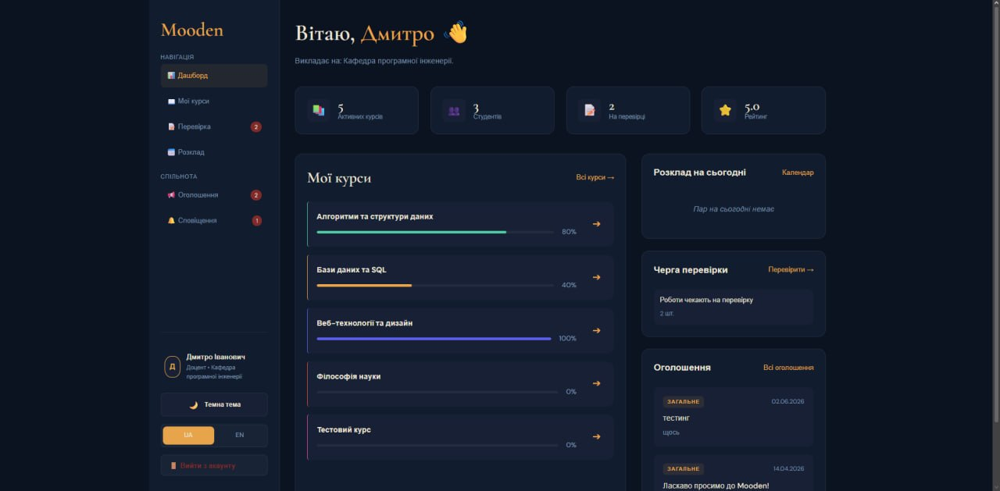 Mooden
НАВІГАЦІЯ
Дашборд
Мої курси
Перевірка 2
Розклад
СПІЛЬНОТА
Оголошення 2
Сповіщення 1
Д
Дмитро Іванович
Доцент • Кафедра
програмної інженерії
Темна тема
UA EN
Вийти з акаунту
Вітаю, Дмитро
Викладає на: Кафедра програмної інженерії.
5
Активних курсів
3
Студентів
2
На перевірці
5.0
Рейтинг
Мої курси Всі курси →
Алгоритми та структури даних
80% →
Бази даних та SQL
40% →
Веб-технології та дизайн
100% →
Філософія науки
0% →
Тестовий курс
0% →
Розклад на сьогодні Календар
Пар на сьогодні немає
Черга перевірки Перевірити →
Роботи чекають на перевірку
2 шт.
Оголошення Всі оголошення
ЗАГАЛЬНЕ 02.06.2026
тестинг
щось
ЗАГАЛЬНЕ 14.04.2026
Ласкаво просимо до Mooden!